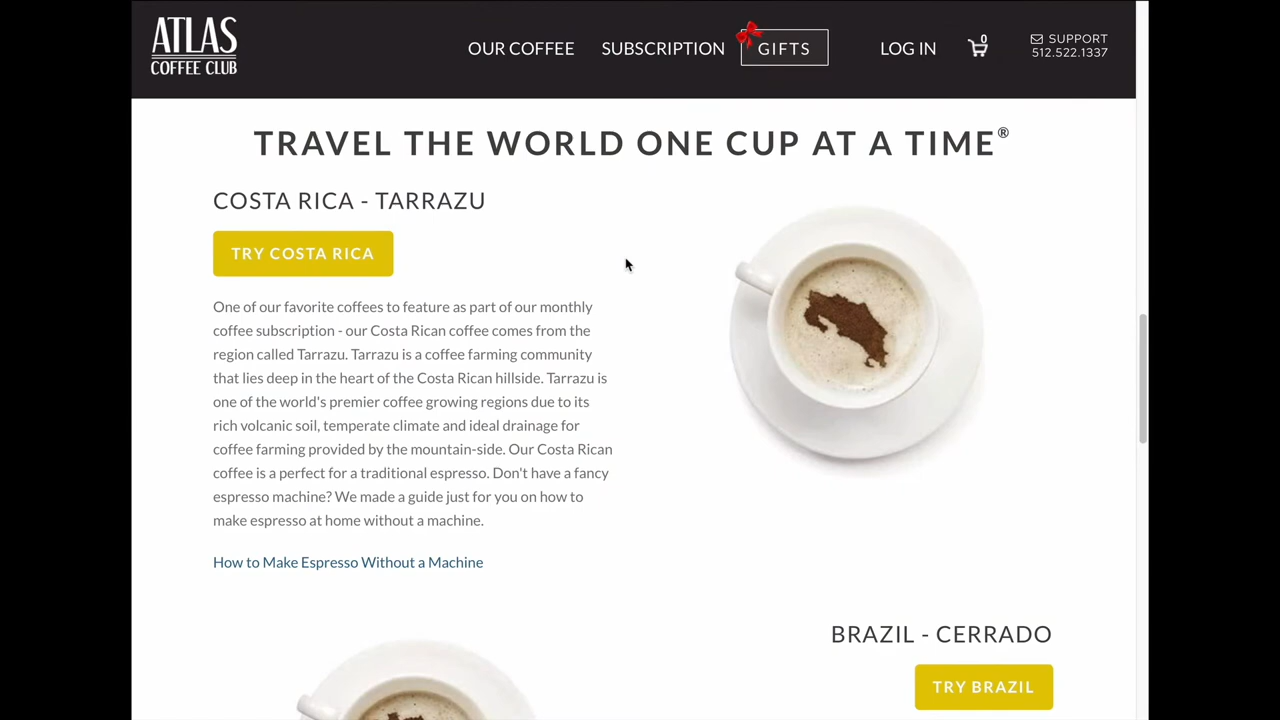 ATLAS
COFFEE CLUB
OUR COFFEE
SUBSCRIPTION
GIFTS
LOG IN
0
SUPPORT
512.522.1337
TRAVEL THE WORLD ONE CUP AT A TIME®
COSTA RICA - TARRAZU
TRY COSTA RICA
One of our favorite coffees to feature as part of our monthly
coffee subscription - our Costa Rican coffee comes from the
region called Tarrazu. Tarrazu is a coffee farming community
that lies deep in the heart of the Costa Rican hillside. Tarrazu is
one of the world's premier coffee growing regions due to its
rich volcanic soil, temperate climate and ideal drainage for
coffee farming provided by the mountain-side. Our Costa Rican
coffee is a perfect for a traditional espresso. Don't have a fancy
espresso machine? We made a guide just for you on how to
make espresso at home without a machine.
How to Make Espresso Without a Machine
BRAZIL - CERRADO
TRY BRAZIL